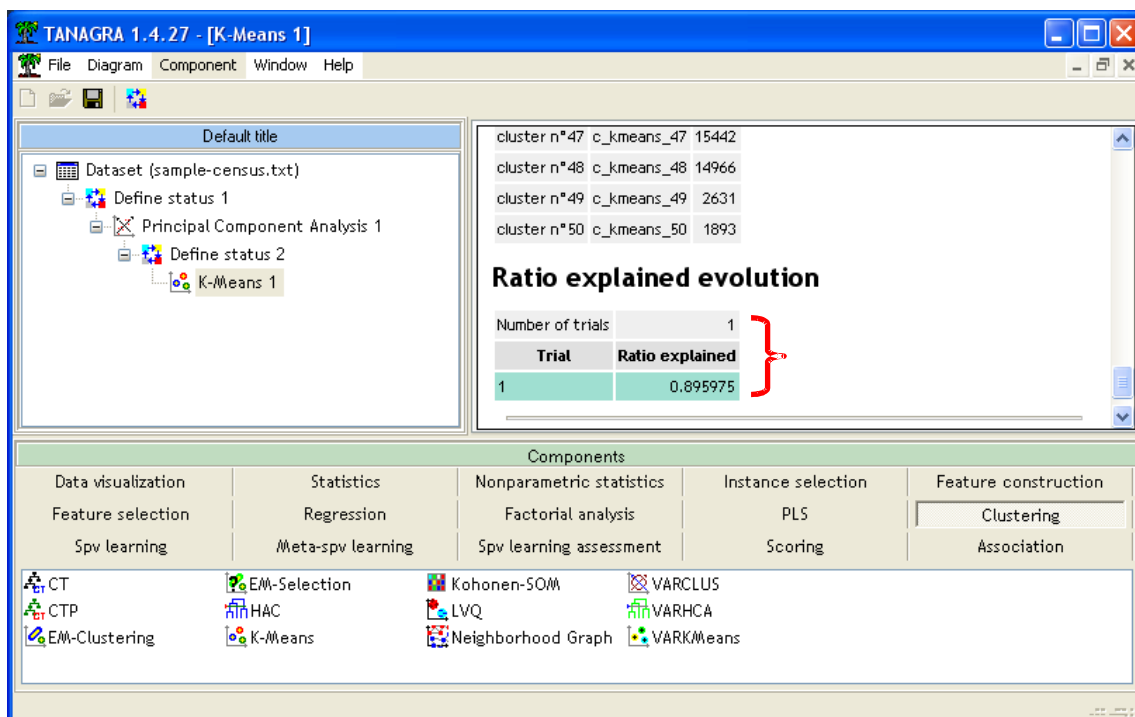 TANAGRA 1.4.27 - [K-Means 1]
File Diagram Component Window Help
Default title
Dataset (sample-census.txt)
Define status 1
Principal Component Analysis 1
Define status 2
K-Means 1
cluster n°47 c_kmeans_47 15442
cluster n°48 c_kmeans_48 14966
cluster n°49 c_kmeans_49 2631
cluster n°50 c_kmeans_50 1893
Ratio explained evolution
Number of trials 1
Trial Ratio explained
1 0.895975
Components
Data visualization Statistics Nonparametric statistics Instance selection Feature construction
Feature selection Regression Factorial analysis PLS Clustering
Spv learning Meta-spv learning Spv learning assessment Scoring Association
CT EM-Selection Kohonen-SOM VARCLUS
CTP HAC LVQ VARHCA
EM-Clustering K-Means Neighborhood Graph VARKMeans